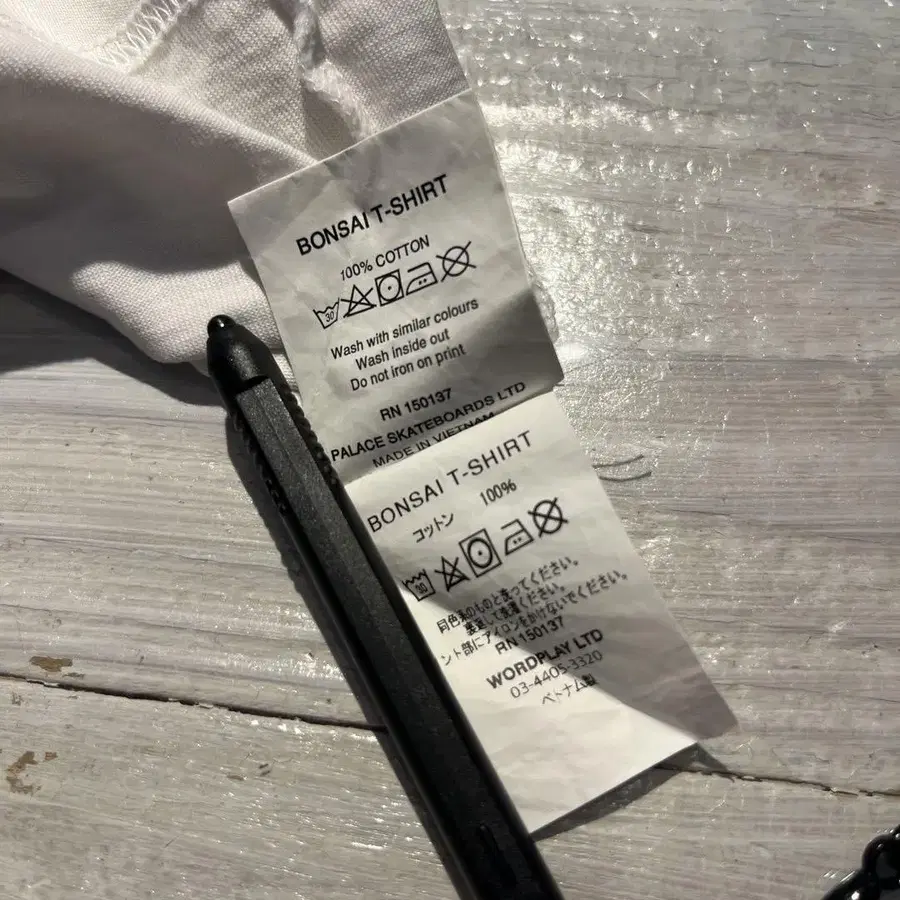 BONSAI T-SHIRT
100% COTTON
30
Wash with similar colours
Wash inside out
Do not iron on print
RN 150137
PALACE SKATEBOARDS LTD
MADE IN VIETNAM
BONSAI T-SHIRT
コットン 100%
30
同色系のものと洗ってください。
裏返して洗濯ください。
ント部にアイロンをかけないでください。
RN150137
WORDPLAY LTD
03-4405-3320
ベトナム製